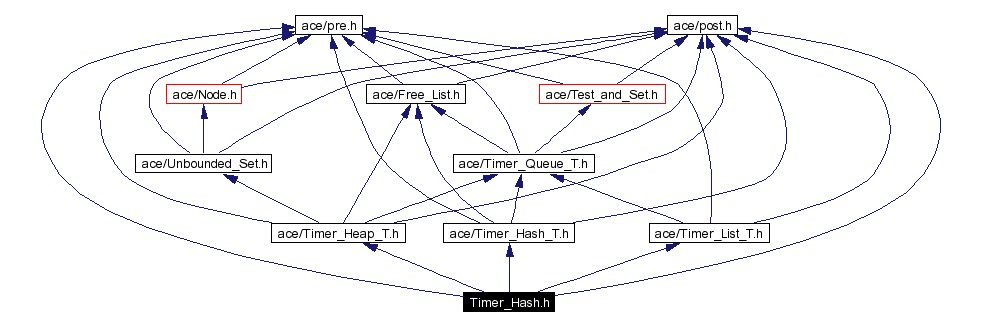 ace/pre.h
ace/post.h
ace/Node.h
ace/Free_List.h
ace/Test_and_Set.h
ace/Unbounded_Set.h
ace/Timer_Queue_T.h
ace/Timer_Heap_T.h
ace/Timer_Hash_T.h
ace/Timer_List_T.h
Timer_Hash.h